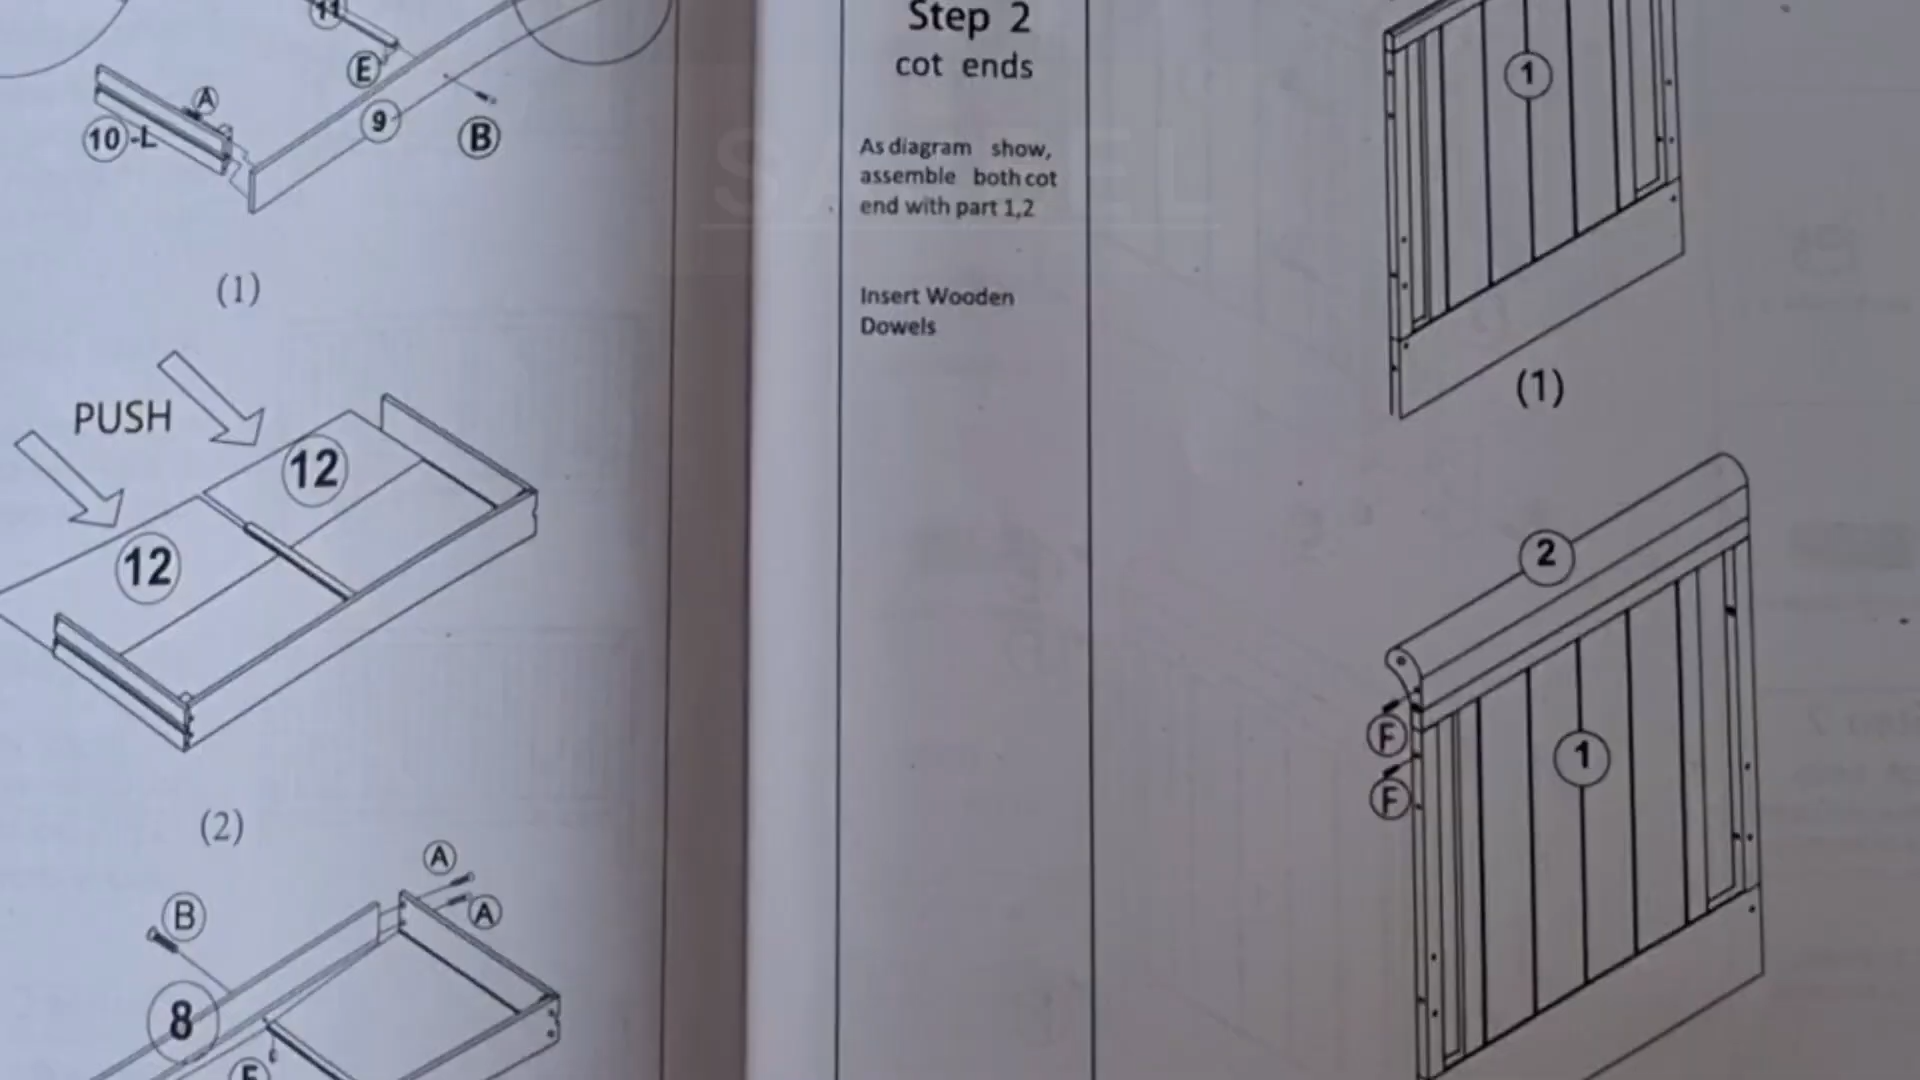 11
E
A
10-L
9
B
(1)
PUSH
12
12
(2)
A
B
A
8
Step 2
cot ends
As diagram show,
assemble both cot
end with part 1,2
Insert Wooden
Dowels
1
(1)
2
F
F
1